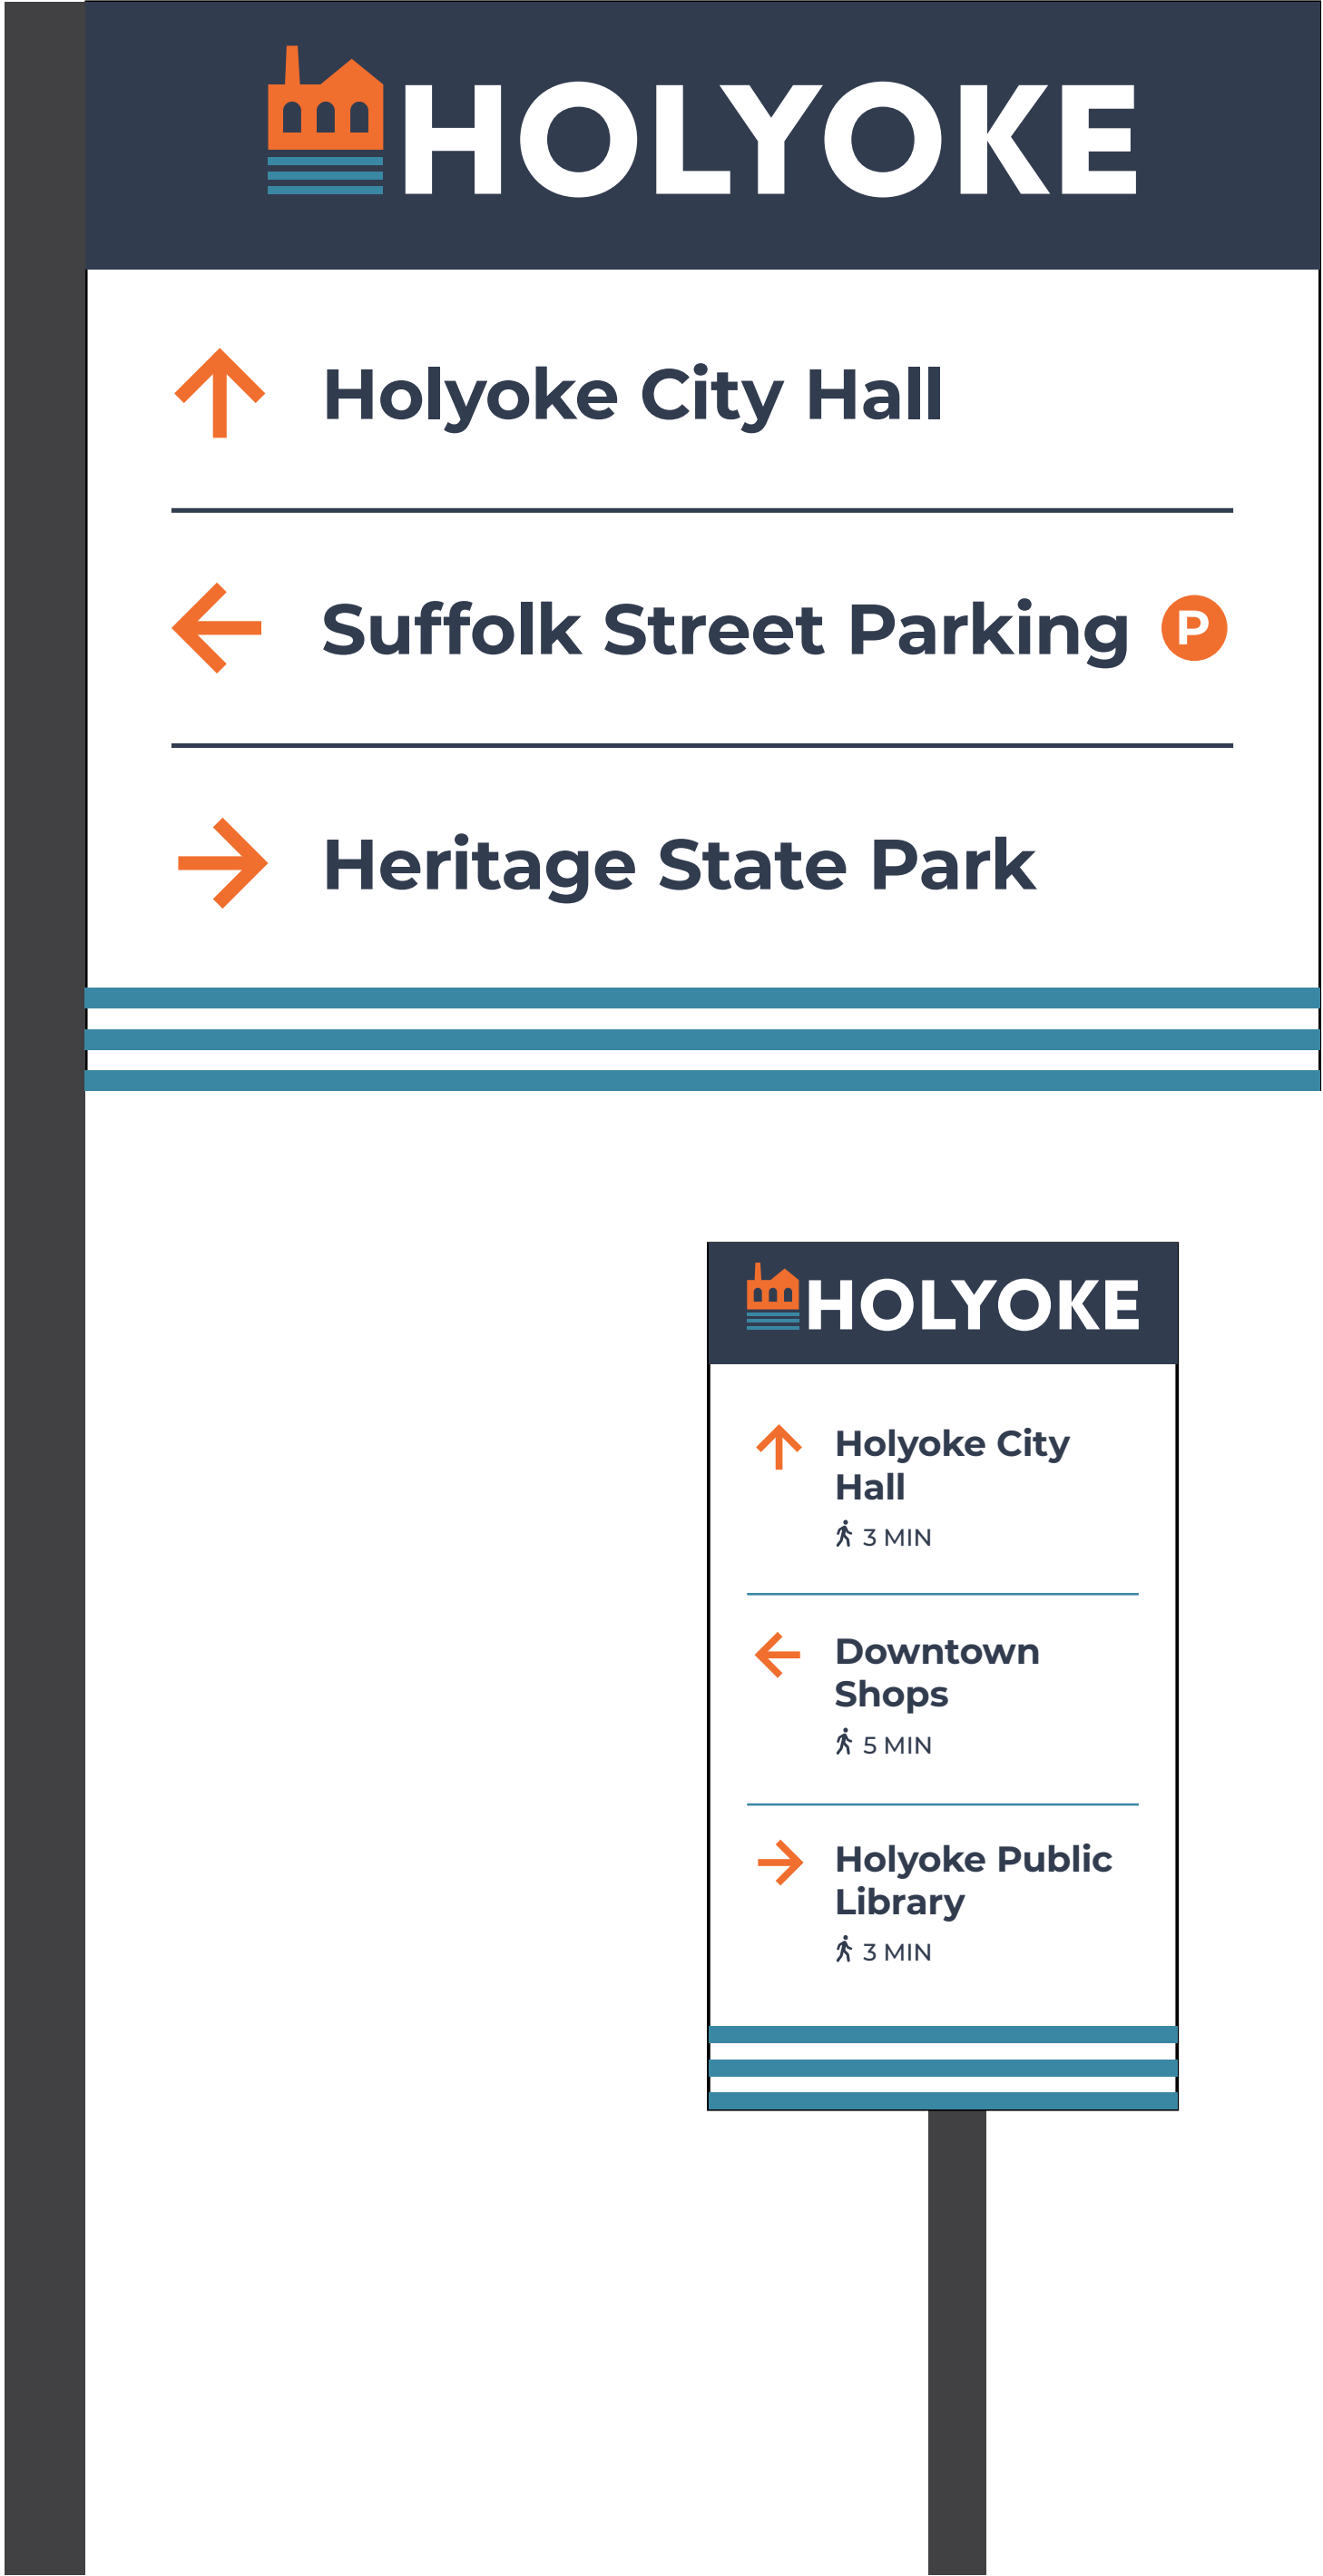 HOLYOKE
Holyoke City Hall
Suffolk Street Parking P
Heritage State Park
HOLYOKE
Holyoke City
Hall
3 MIN
Downtown
Shops
5 MIN
Holyoke Public
Library
3 MIN